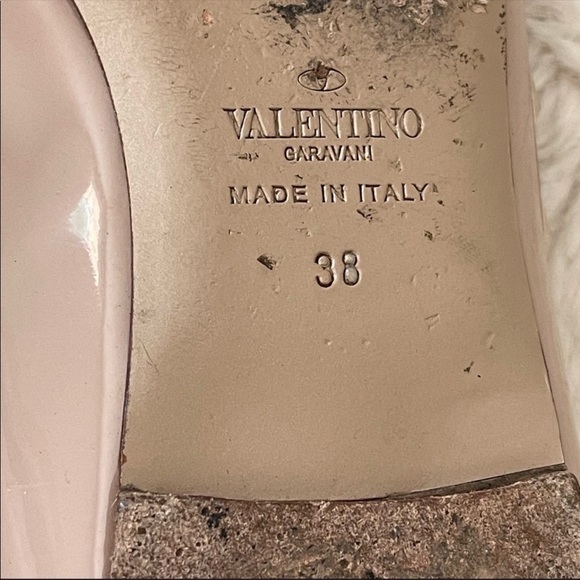 VALENTINO
GARAVANI
MADE IN ITALY
38